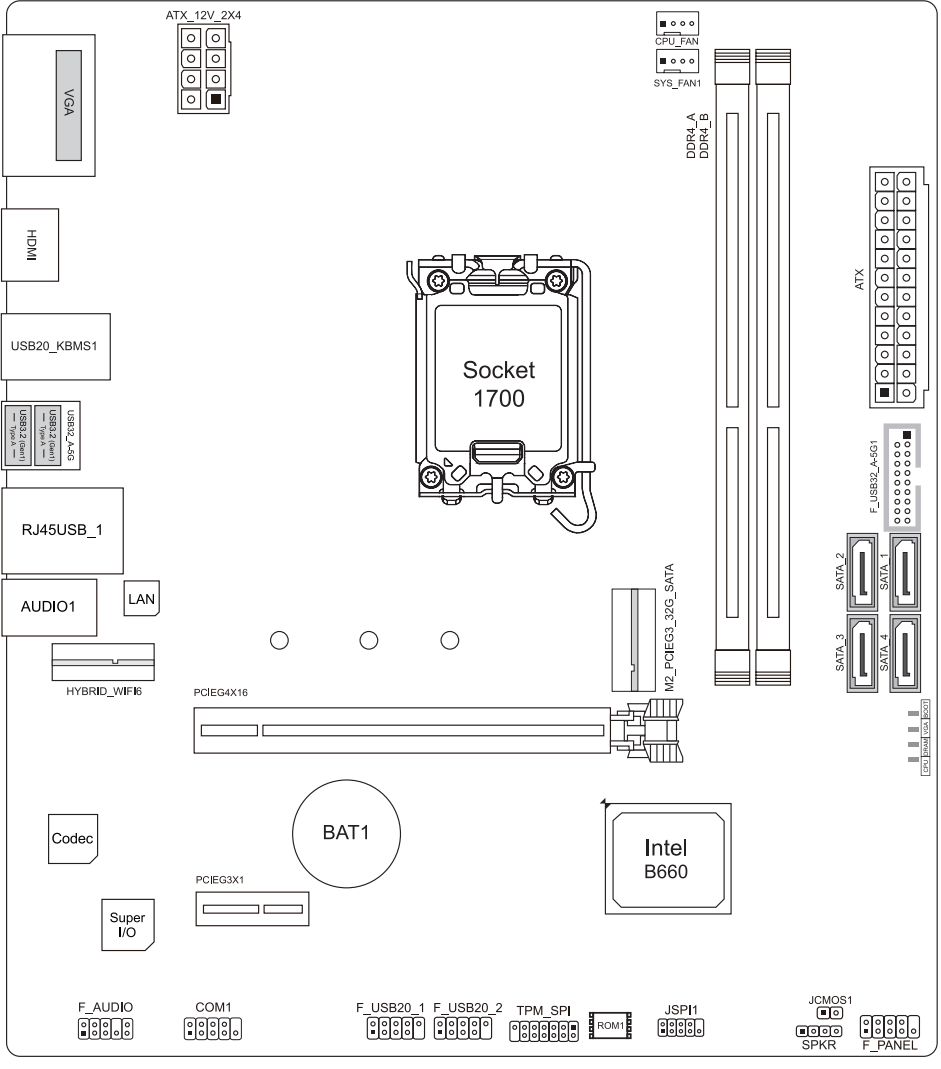 ATX_12V_2X4
CPU_FAN
SYS_FAN1
VGA
DDR4_A
DDR4_B
HDMI
ATX
USB20_KBMS1
Socket
1700
USB32_A-5G
USB3.2 (Gen1)
Type A
USB3.2 (Gen1)
Type A
F_USB32_A-5G1
RJ45USB_1
SATA_2
SATA_1
AUDIO1
LAN
M2_PCIEG3_32G_SATA
SATA_3
SATA_4
HYBRID_WIFI6
PCIEG4X16
BOOT
VGA
DRAM
CPU
BAT1
Codec
Intel
B660
PCIEG3X1
Super
I/O
F_AUDIO
COM1
F_USB20_1
F_USB20_2
TPM_SPI
ROM1
JSPI1
JCMOS1
SPKR
F_PANEL